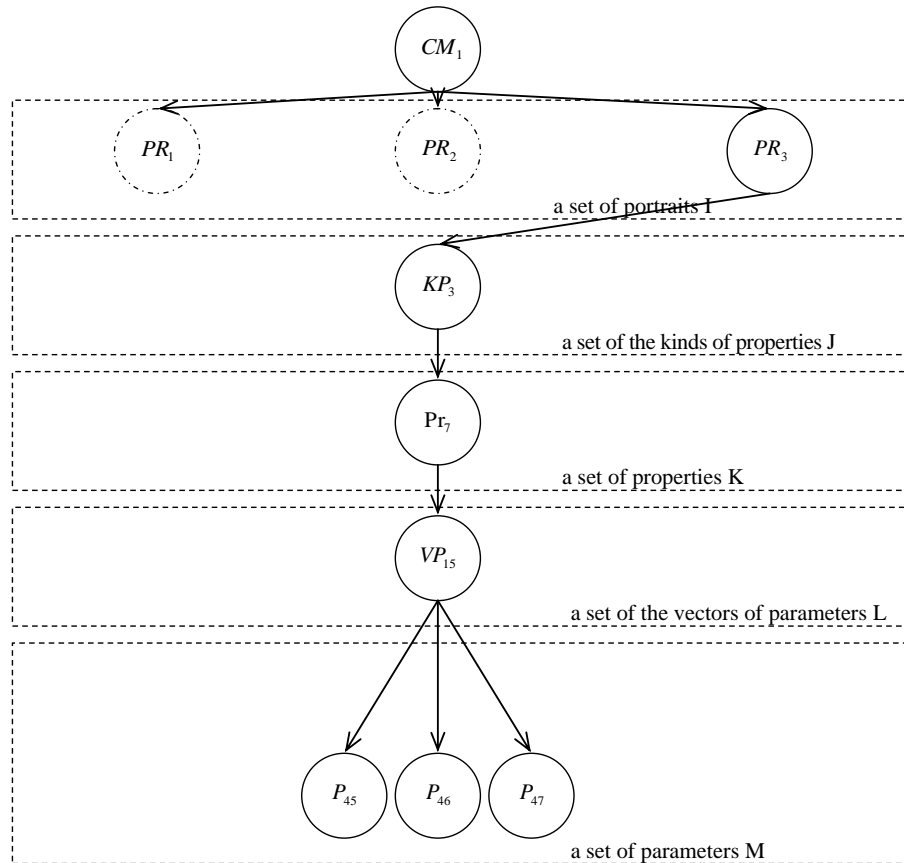 CM₁
PR₁ PR₂ PR₃
a set of portraits I
KP₃
a set of the kinds of properties J
Pr₇
a set of properties K
VP₁₅
a set of the vectors of parameters L
P₄₅ P₄₆ P₄₇
a set of parameters M